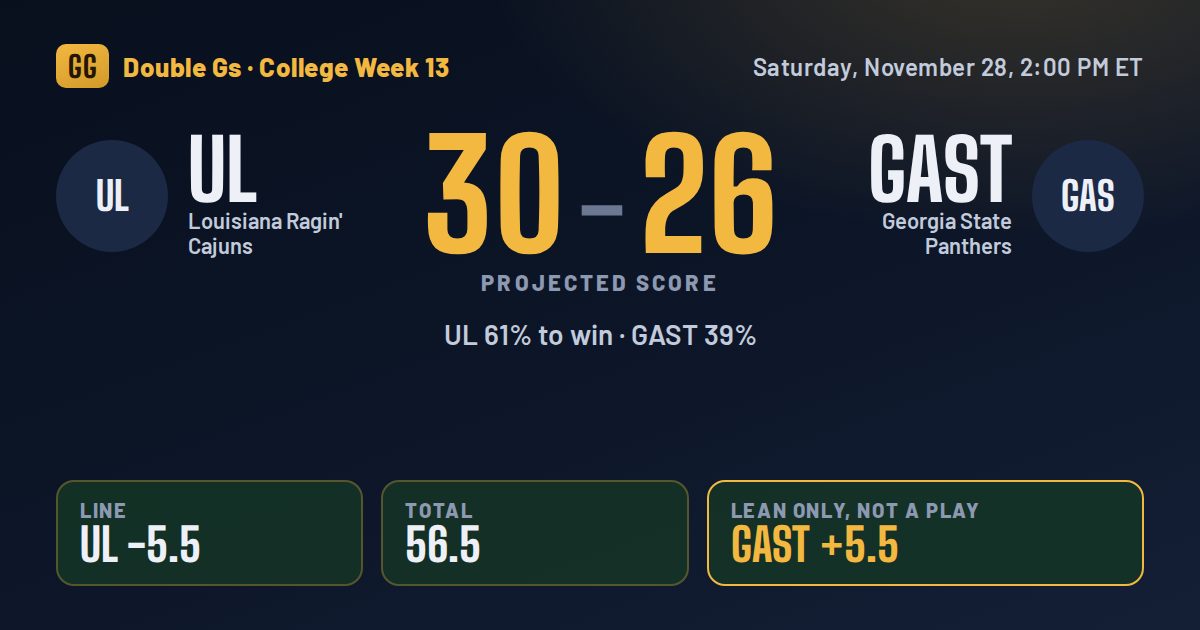 GG Double Gs · College Week 13
Saturday, November 28, 2:00 PM ET
UL
UL
Louisiana Ragin'
Cajuns
30 – 26
PROJECTED SCORE
UL 61% to win · GAST 39%
GAST
Georgia State
Panthers
GAS
LINE
UL −5.5
TOTAL
56.5
LEAN ONLY, NOT A PLAY
GAST +5.5